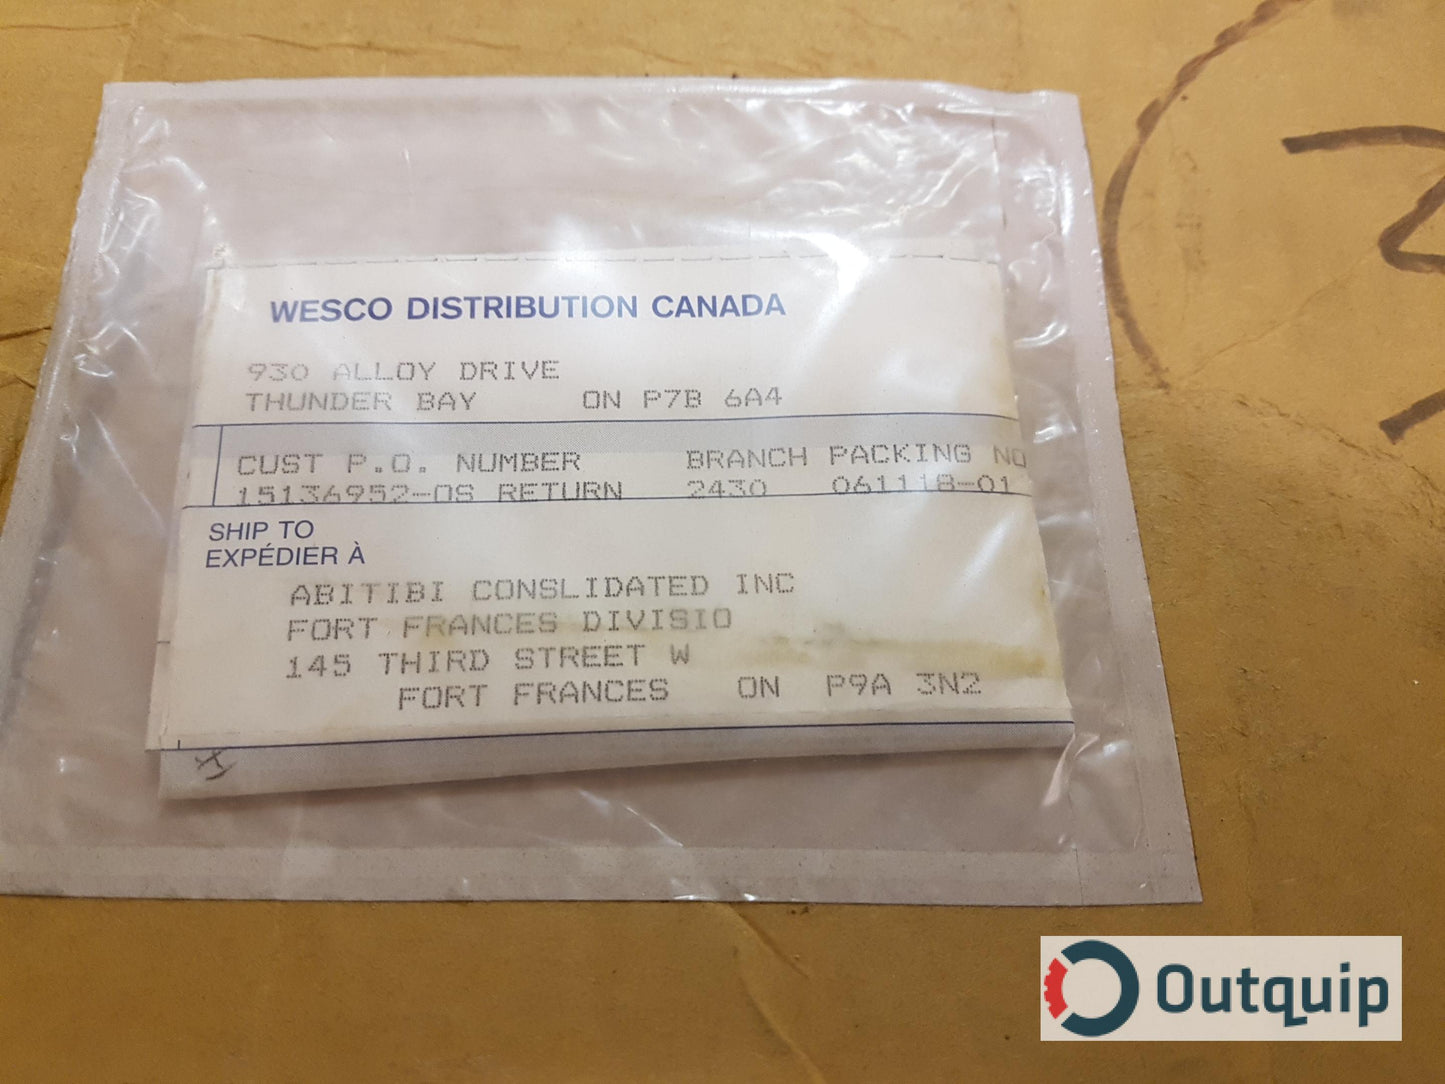 WESCO DISTRIBUTION CANADA
930 ALLOY DRIVE
THUNDER BAY ON P7B 6A4
CUST P.O. NUMBER BRANCH PACKING NO
15136952-OS RETURN 2430 061118-01
SHIP TO
EXPÉDIER À
ABITIBI CONSLIDATED INC
FORT FRANCES DIVISIO
145 THIRD STREET W
FORT FRANCES ON P9A 3N2
Outquip